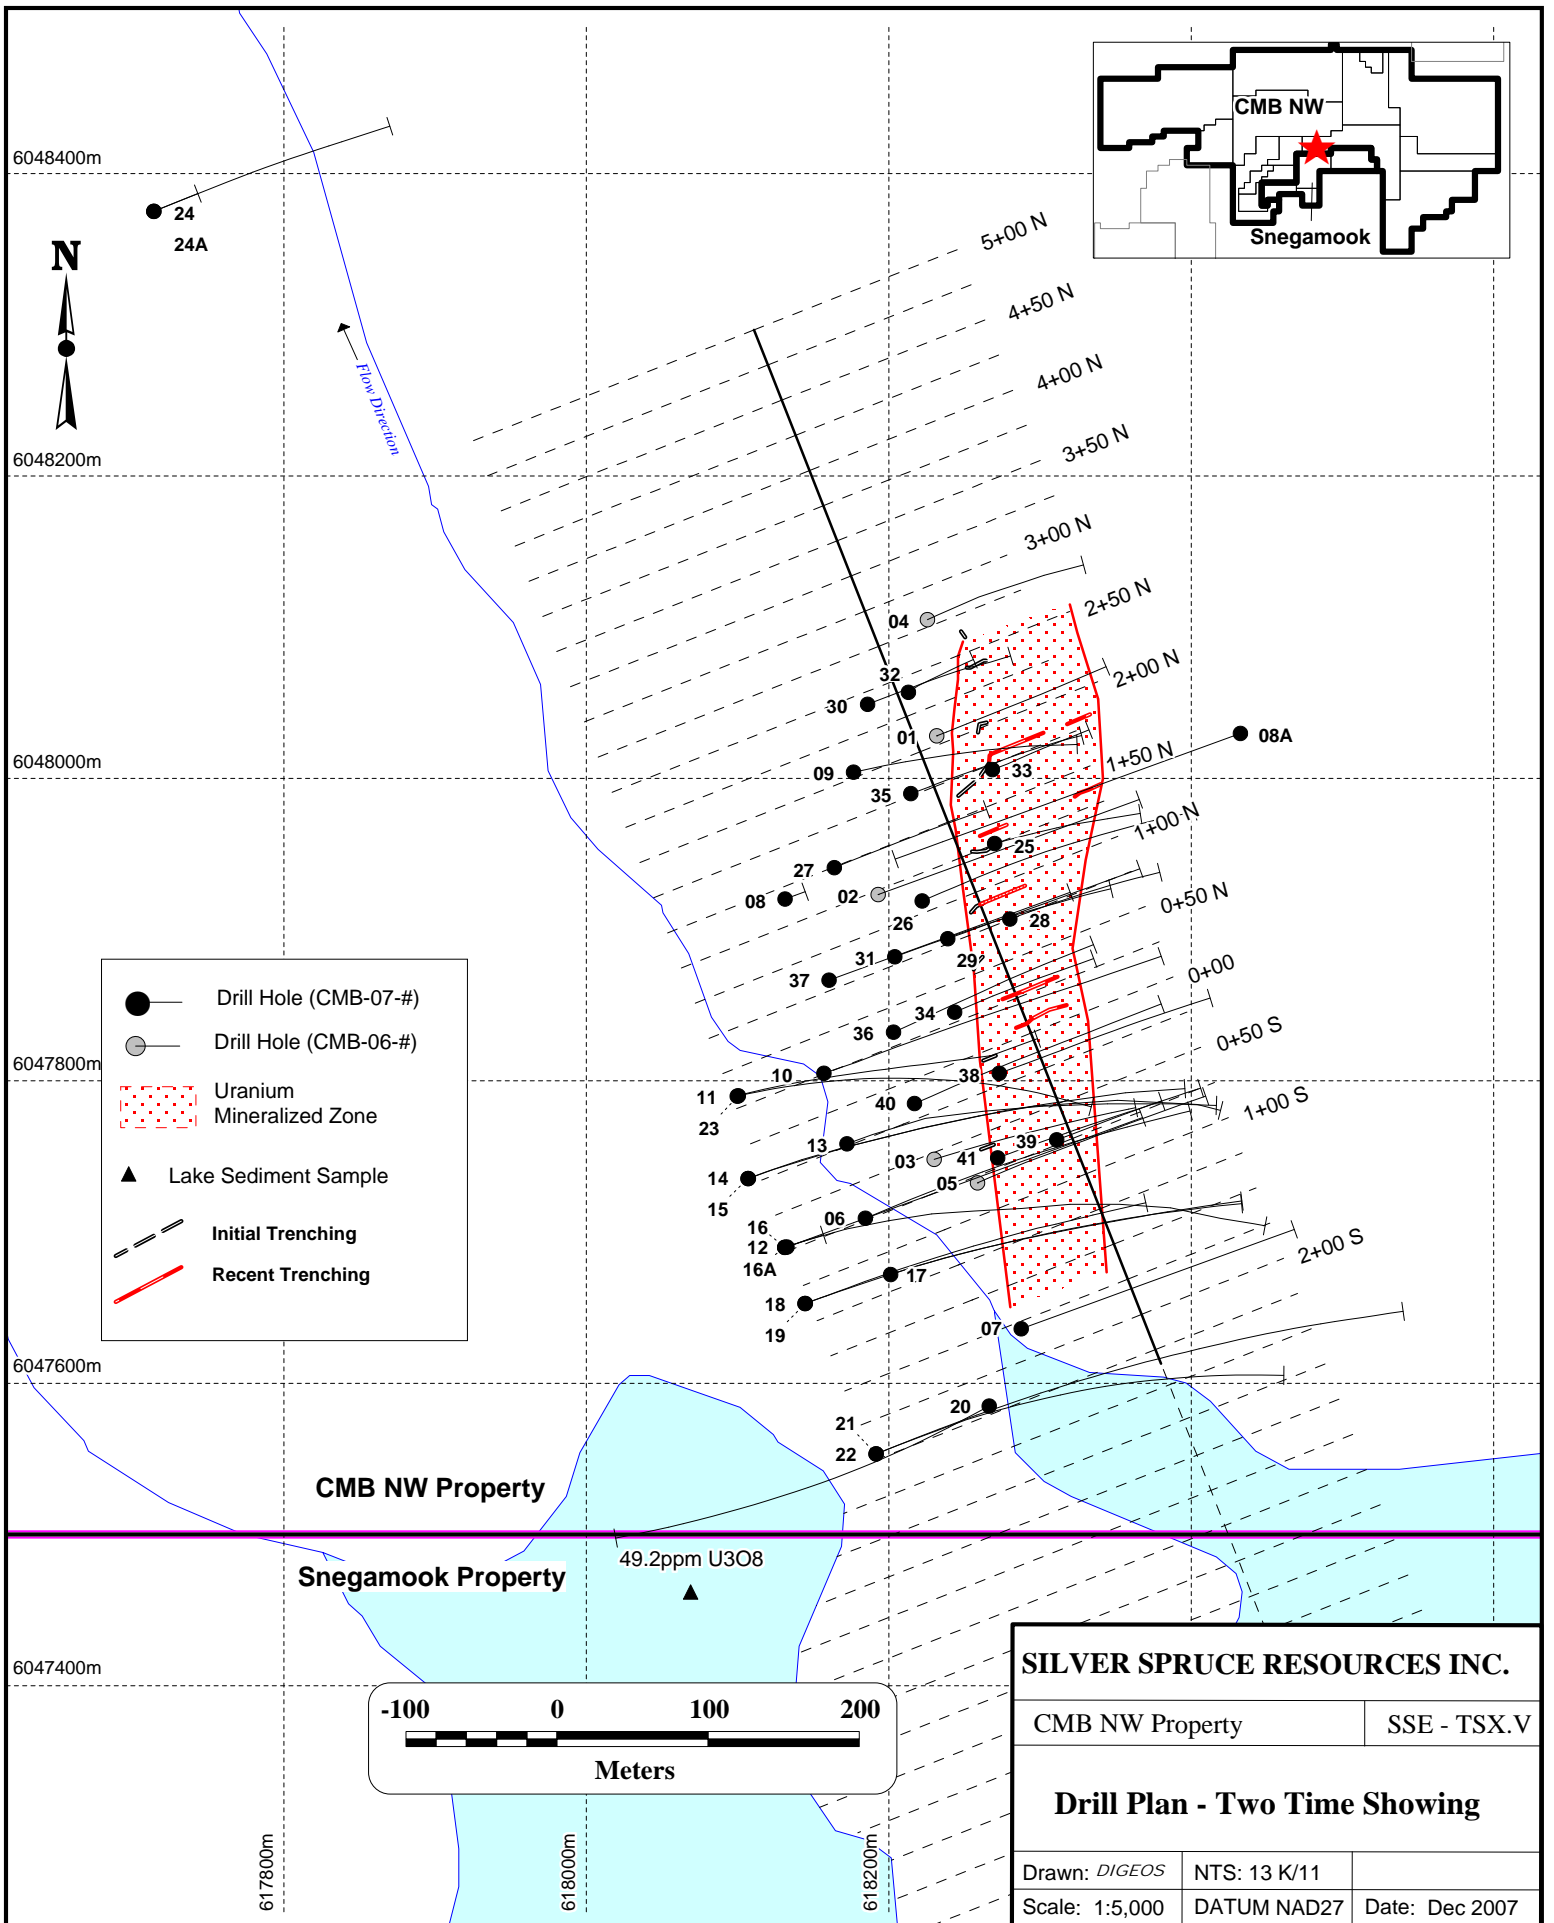 CMB NW
Snegamook
6048400m
24
24A
N
5+00 N
4+50 N
Flow Direction
4+00 N
6048200m
3+50 N
3+00 N
2+50 N
04
2+00 N
32
30
01
08A
1+50 N
6048000m
09
33
35
1+00 N
25
27
08
02
0+50 N
26
28
31
29
37
0+00
34
36
0+50 S
6047800m
10
38
11
40
1+00 S
23
13
39
03
41
14
05
15
16
06
12
16A
17
2+00 S
18
19
07
Drill Hole (CMB-07-#)
Drill Hole (CMB-06-#)
Uranium
Mineralized Zone
Lake Sediment Sample
Initial Trenching
Recent Trenching
6047600m
20
21
22
CMB NW Property
49.2ppm U3O8
Snegamook Property
6047400m
-100 0 100 200
Meters
617800m
618000m
618200m
SILVER SPRUCE RESOURCES INC.
CMB NW Property SSE - TSX.V
Drill Plan - Two Time Showing
Drawn: DIGEOS NTS: 13 K/11
Scale: 1:5,000 DATUM NAD27 Date: Dec 2007